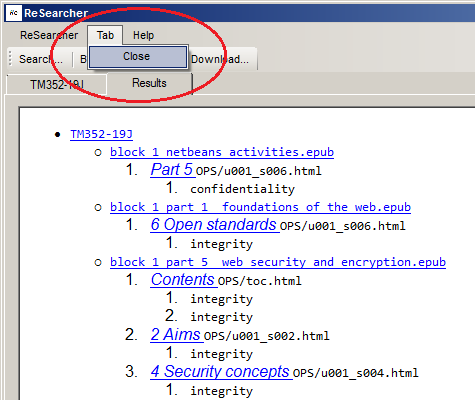 Rc ReSearcher
ReSearcher Tab Help
Close
Search... B Download...
TM352-19J Results
• TM352-19J
o block 1 netbeans activities.epub
1. Part 5 OPS/u001_s006.html
1. confidentiality
o block 1 part 1  foundations of the web.epub
1. 6 Open standards OPS/u001_s006.html
1. integrity
o block 1 part 5  web security and encryption.epub
1. Contents OPS/toc.html
1. integrity
2. integrity
2. 2 Aims OPS/u001_s002.html
1. integrity
3. 4 Security concepts OPS/u001_s004.html
1. integrity